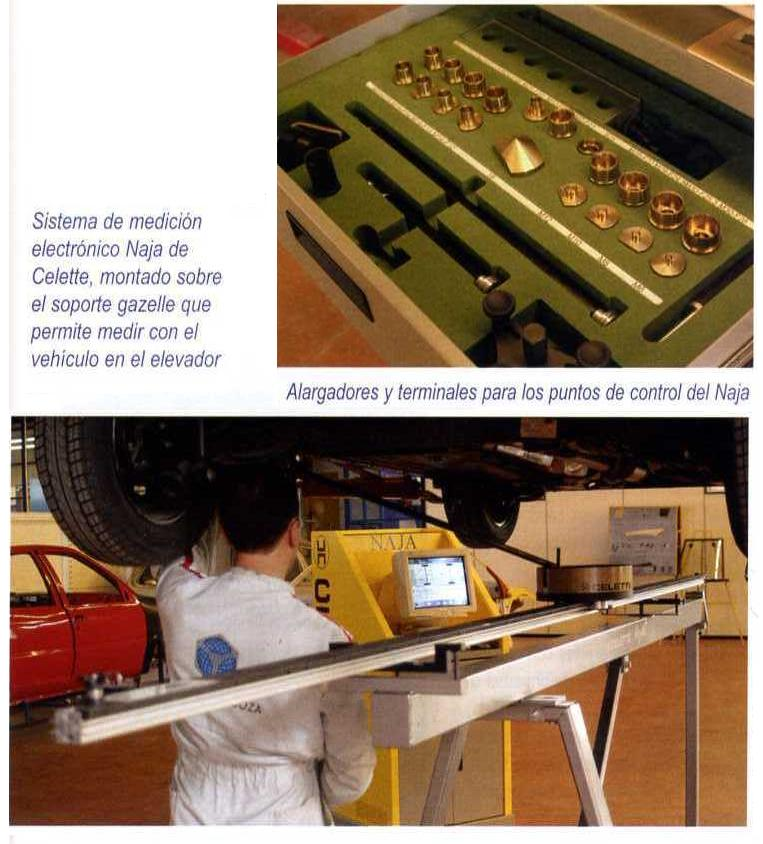 Sistema de medición
electrónico Naja de
Celette, montado sobre
el soporte gazelle que
permite medir con el
vehículo en el elevador
Alargadores y terminales para los puntos de control del Naja
NAJA
CELETT